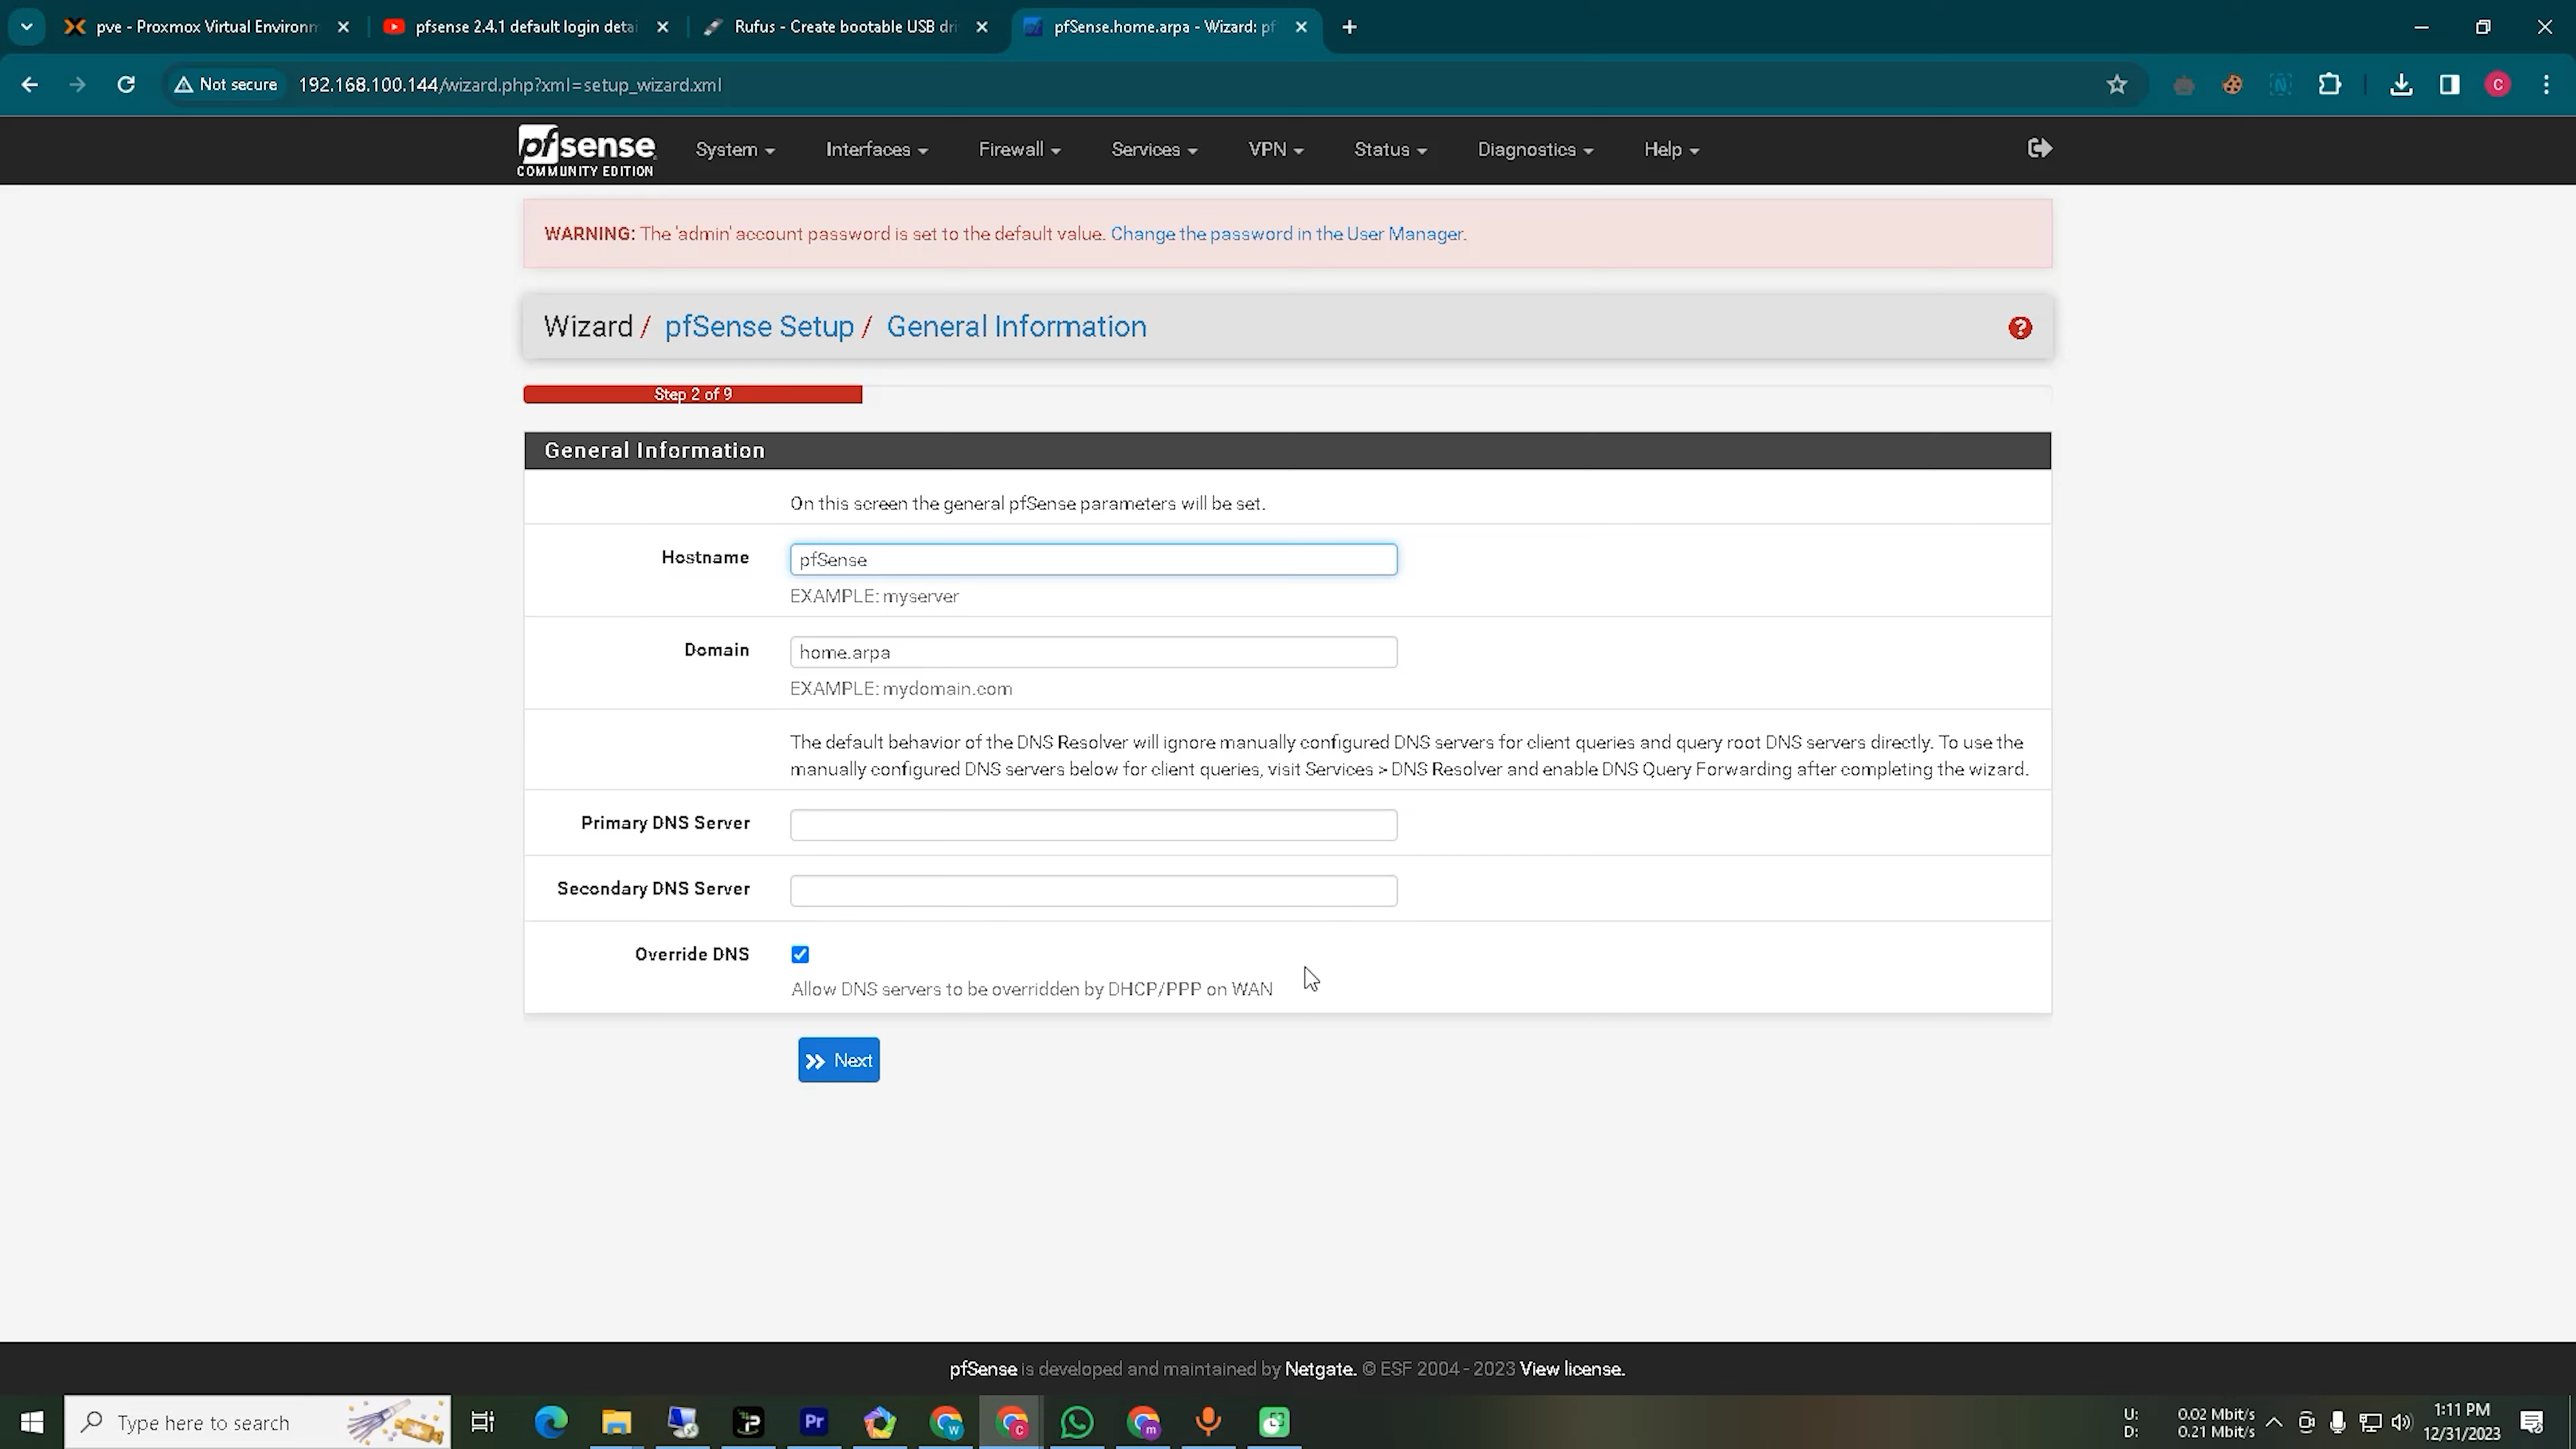 pve - Proxmox Virtual Environm
pfsense 2.4.1 default login detai
Rufus - Create bootable USB dri
pfSense.home.arpa - Wizard: pf
Not secure
192.168.100.144/wizard.php?xml=setup_wizard.xml
C
pfsense
COMMUNITY EDITION
System
Interfaces
Firewall
Services
VPN
Status
Diagnostics
Help
WARNING: The 'admin' account password is set to the default value. Change the password in the User Manager.
Wizard / pfSense Setup / General Information
Step 2 of 9
General Information
On this screen the general pfSense parameters will be set.
Hostname
pfSense
EXAMPLE: myserver
Domain
home.arpa
EXAMPLE: mydomain.com
The default behavior of the DNS Resolver will ignore manually configured DNS servers for client queries and query root DNS servers directly. To use the
manually configured DNS servers below for client queries, visit Services > DNS Resolver and enable DNS Query Forwarding after completing the wizard.
Primary DNS Server
Secondary DNS Server
Override DNS
Allow DNS servers to be overridden by DHCP/PPP on WAN
Next
pfSense is developed and maintained by Netgate. © ESF 2004 - 2023 View license.
Type here to search
Pr
U: 0.02 Mbit/s
D: 0.21 Mbit/s
1:11 PM
12/31/2023